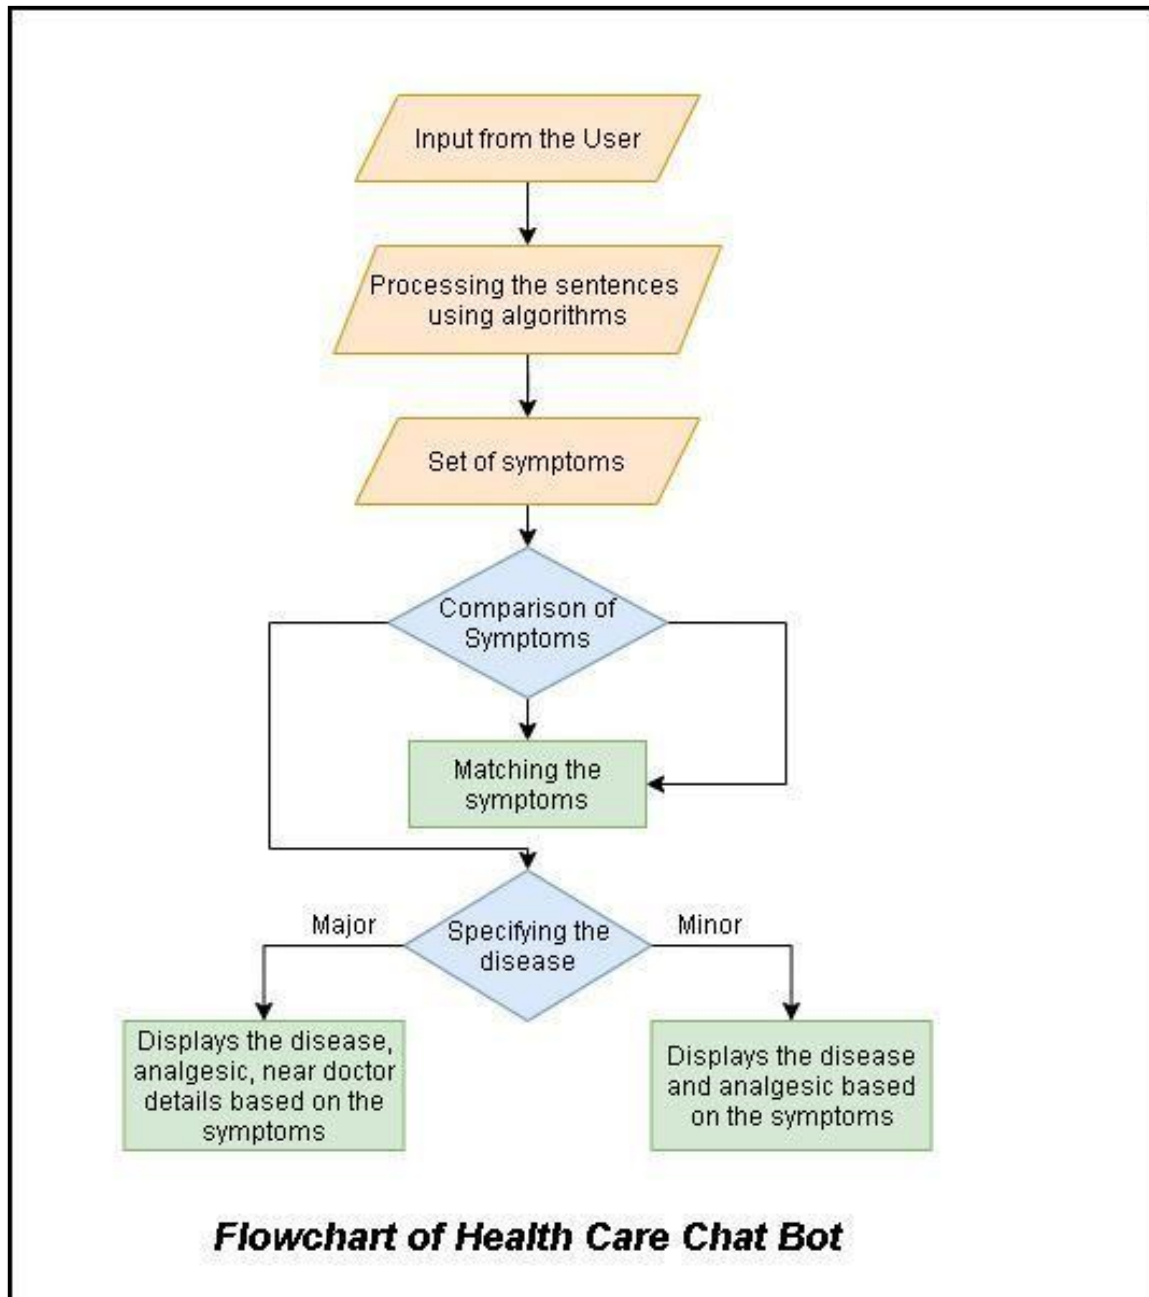 Input from the User
Processing the sentences
using algorithms
Set of symptoms
Comparison of
Symptoms
Matching the
symptoms
Major
Specifying the
disease
Minor
Displays the disease,
analgesic, near doctor
details based on the
symptoms
Displays the disease
and analgesic based
on the symptoms
Flowchart of Health Care Chat Bot